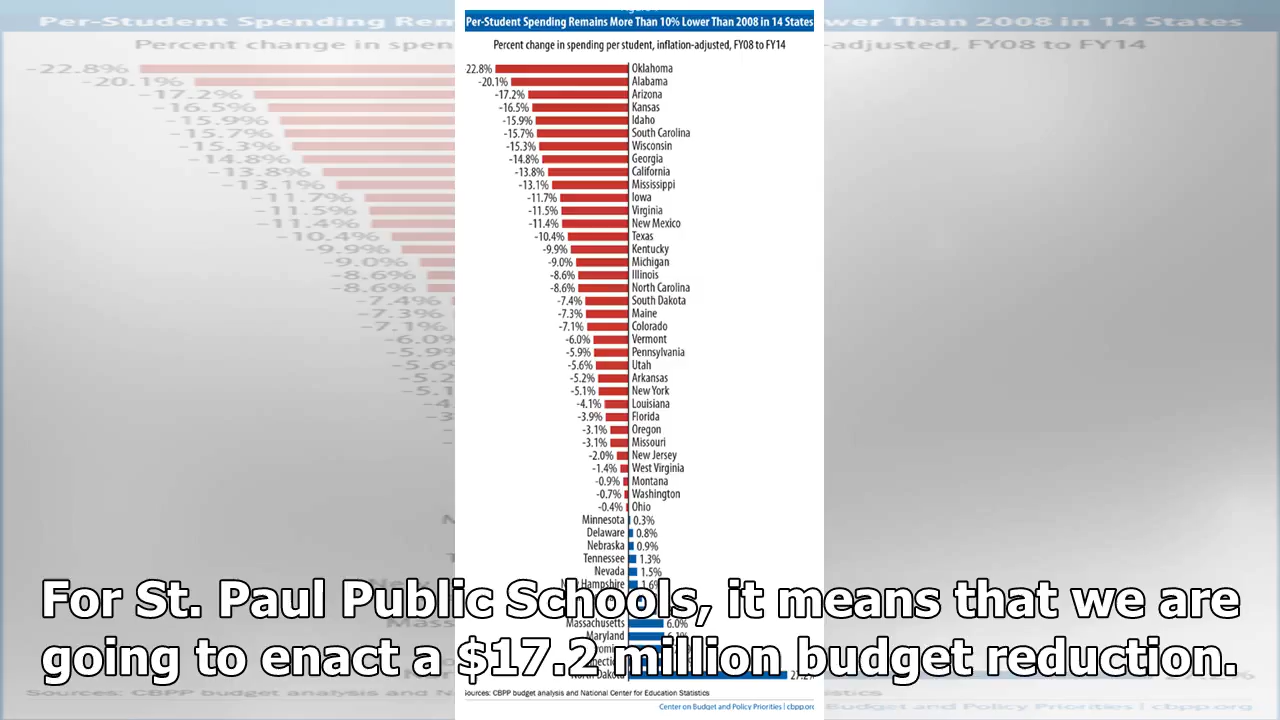 Per-Student Spending Remains More Than 10% Lower Than 2008 in 14 States
Percent change in spending per student, inflation-adjusted, FY08 to FY14
22.8% Oklahoma
-20.1% Alabama
-17.2% Arizona
-16.5% Kansas
-15.9% Idaho
-15.7% South Carolina
-15.3% Wisconsin
-14.8% Georgia
-13.8% California
-13.1% Mississippi
-11.7% Iowa
-11.5% Virginia
-11.4% New Mexico
-10.4% Texas
-9.9% Kentucky
-9.0% Michigan
-8.6% Illinois
-8.6% North Carolina
-7.4% South Dakota
-7.3% Maine
-7.1% Colorado
-6.0% Vermont
-5.9% Pennsylvania
-5.6% Utah
-5.2% Arkansas
-5.1% New York
-4.1% Louisiana
-3.9% Florida
-3.1% Oregon
-3.1% Missouri
-2.0% New Jersey
-1.4% West Virginia
-0.9% Montana
-0.7% Washington
-0.4% Ohio
Minnesota 0.3%
Delaware 0.8%
Nebraska 0.9%
Tennessee 1.3%
Nevada 1.5%
Hampshire 1.6%
For St. Paul Public Schools, it means that we are
Massachusetts 6.0%
Maryland
going to enact a $17.2 million budget reduction.
North Dakota 27.2%
Sources: CBPP budget analysis and National Center for Education Statistics
Center on Budget and Policy Priorities | cbpp.org